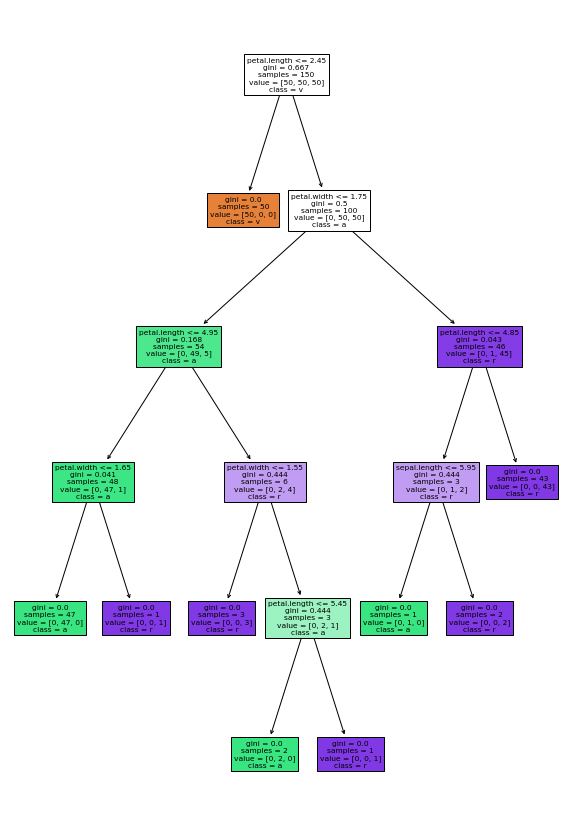 petal.length <= 2.45
gini = 0.667
samples = 150
value = [50, 50, 50]
class = v
gini = 0.0
samples = 50
value = [50, 0, 0]
class = v
petal.width <= 1.75
gini = 0.5
samples = 100
value = [0, 50, 50]
class = a
petal.length <= 4.95
gini = 0.168
samples = 54
value = [0, 49, 5]
class = a
petal.length <= 4.85
gini = 0.043
samples = 46
value = [0, 1, 45]
class = r
petal.width <= 1.65
gini = 0.041
samples = 48
value = [0, 47, 1]
class = a
petal.width <= 1.55
gini = 0.444
samples = 6
value = [0, 2, 4]
class = r
sepal.length <= 5.95
gini = 0.444
samples = 3
value = [0, 1, 2]
class = r
gini = 0.0
samples = 43
value = [0, 0, 43]
class = r
gini = 0.0
samples = 47
value = [0, 47, 0]
class = a
gini = 0.0
samples = 1
value = [0, 0, 1]
class = r
gini = 0.0
samples = 3
value = [0, 0, 3]
class = r
petal.length <= 5.45
gini = 0.444
samples = 3
value = [0, 2, 1]
class = a
gini = 0.0
samples = 1
value = [0, 1, 0]
class = a
gini = 0.0
samples = 2
value = [0, 0, 2]
class = r
gini = 0.0
samples = 2
value = [0, 2, 0]
class = a
gini = 0.0
samples = 1
value = [0, 0, 1]
class = r